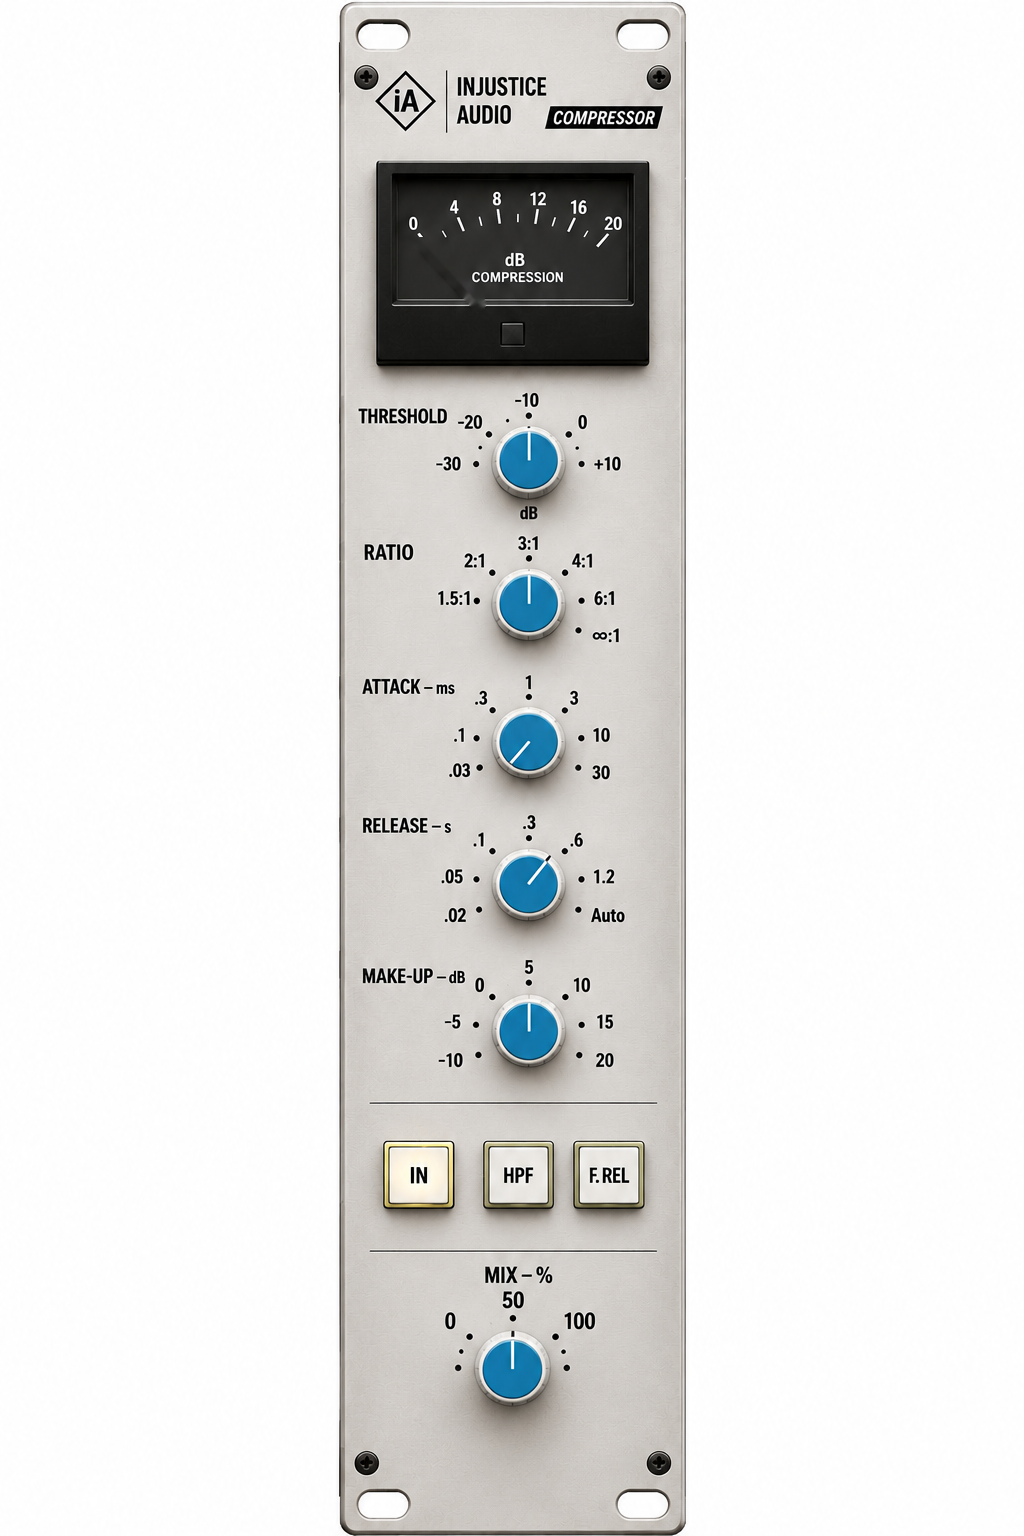 iA
INJUSTICE
AUDIO
COMPRESSOR
0 4 8 12 16 20
dB
COMPRESSION
THRESHOLD
-30 -20 -10 0 +10
dB
RATIO
1.5:1 2:1 3:1 4:1 6:1 ∞:1
ATTACK – ms
.03 .1 .3 1 3 10 30
RELEASE – s
.02 .05 .1 .3 .6 1.2 Auto
MAKE-UP – dB
-10 -5 0 5 10 15 20
IN HPF F. REL
MIX – %
0 50 100